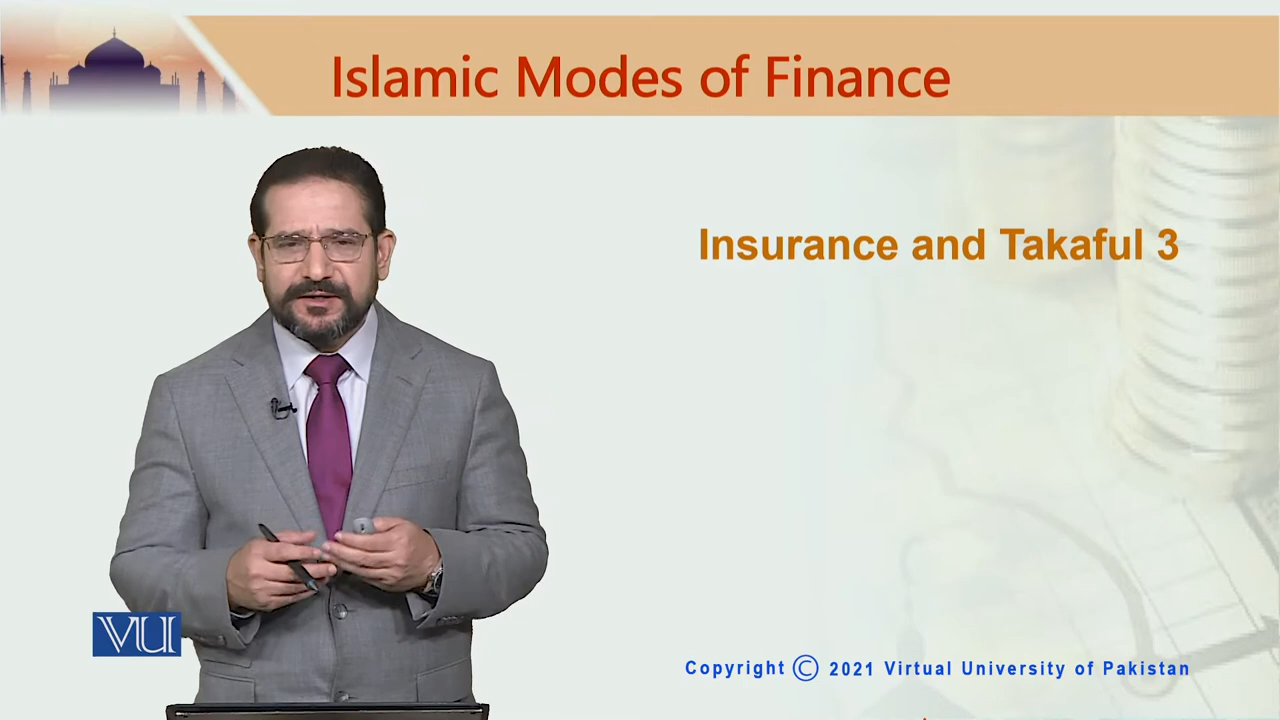 Islamic Modes of Finance
Insurance and Takaful 3
VU
Copyright © 2021 Virtual University of Pakistan